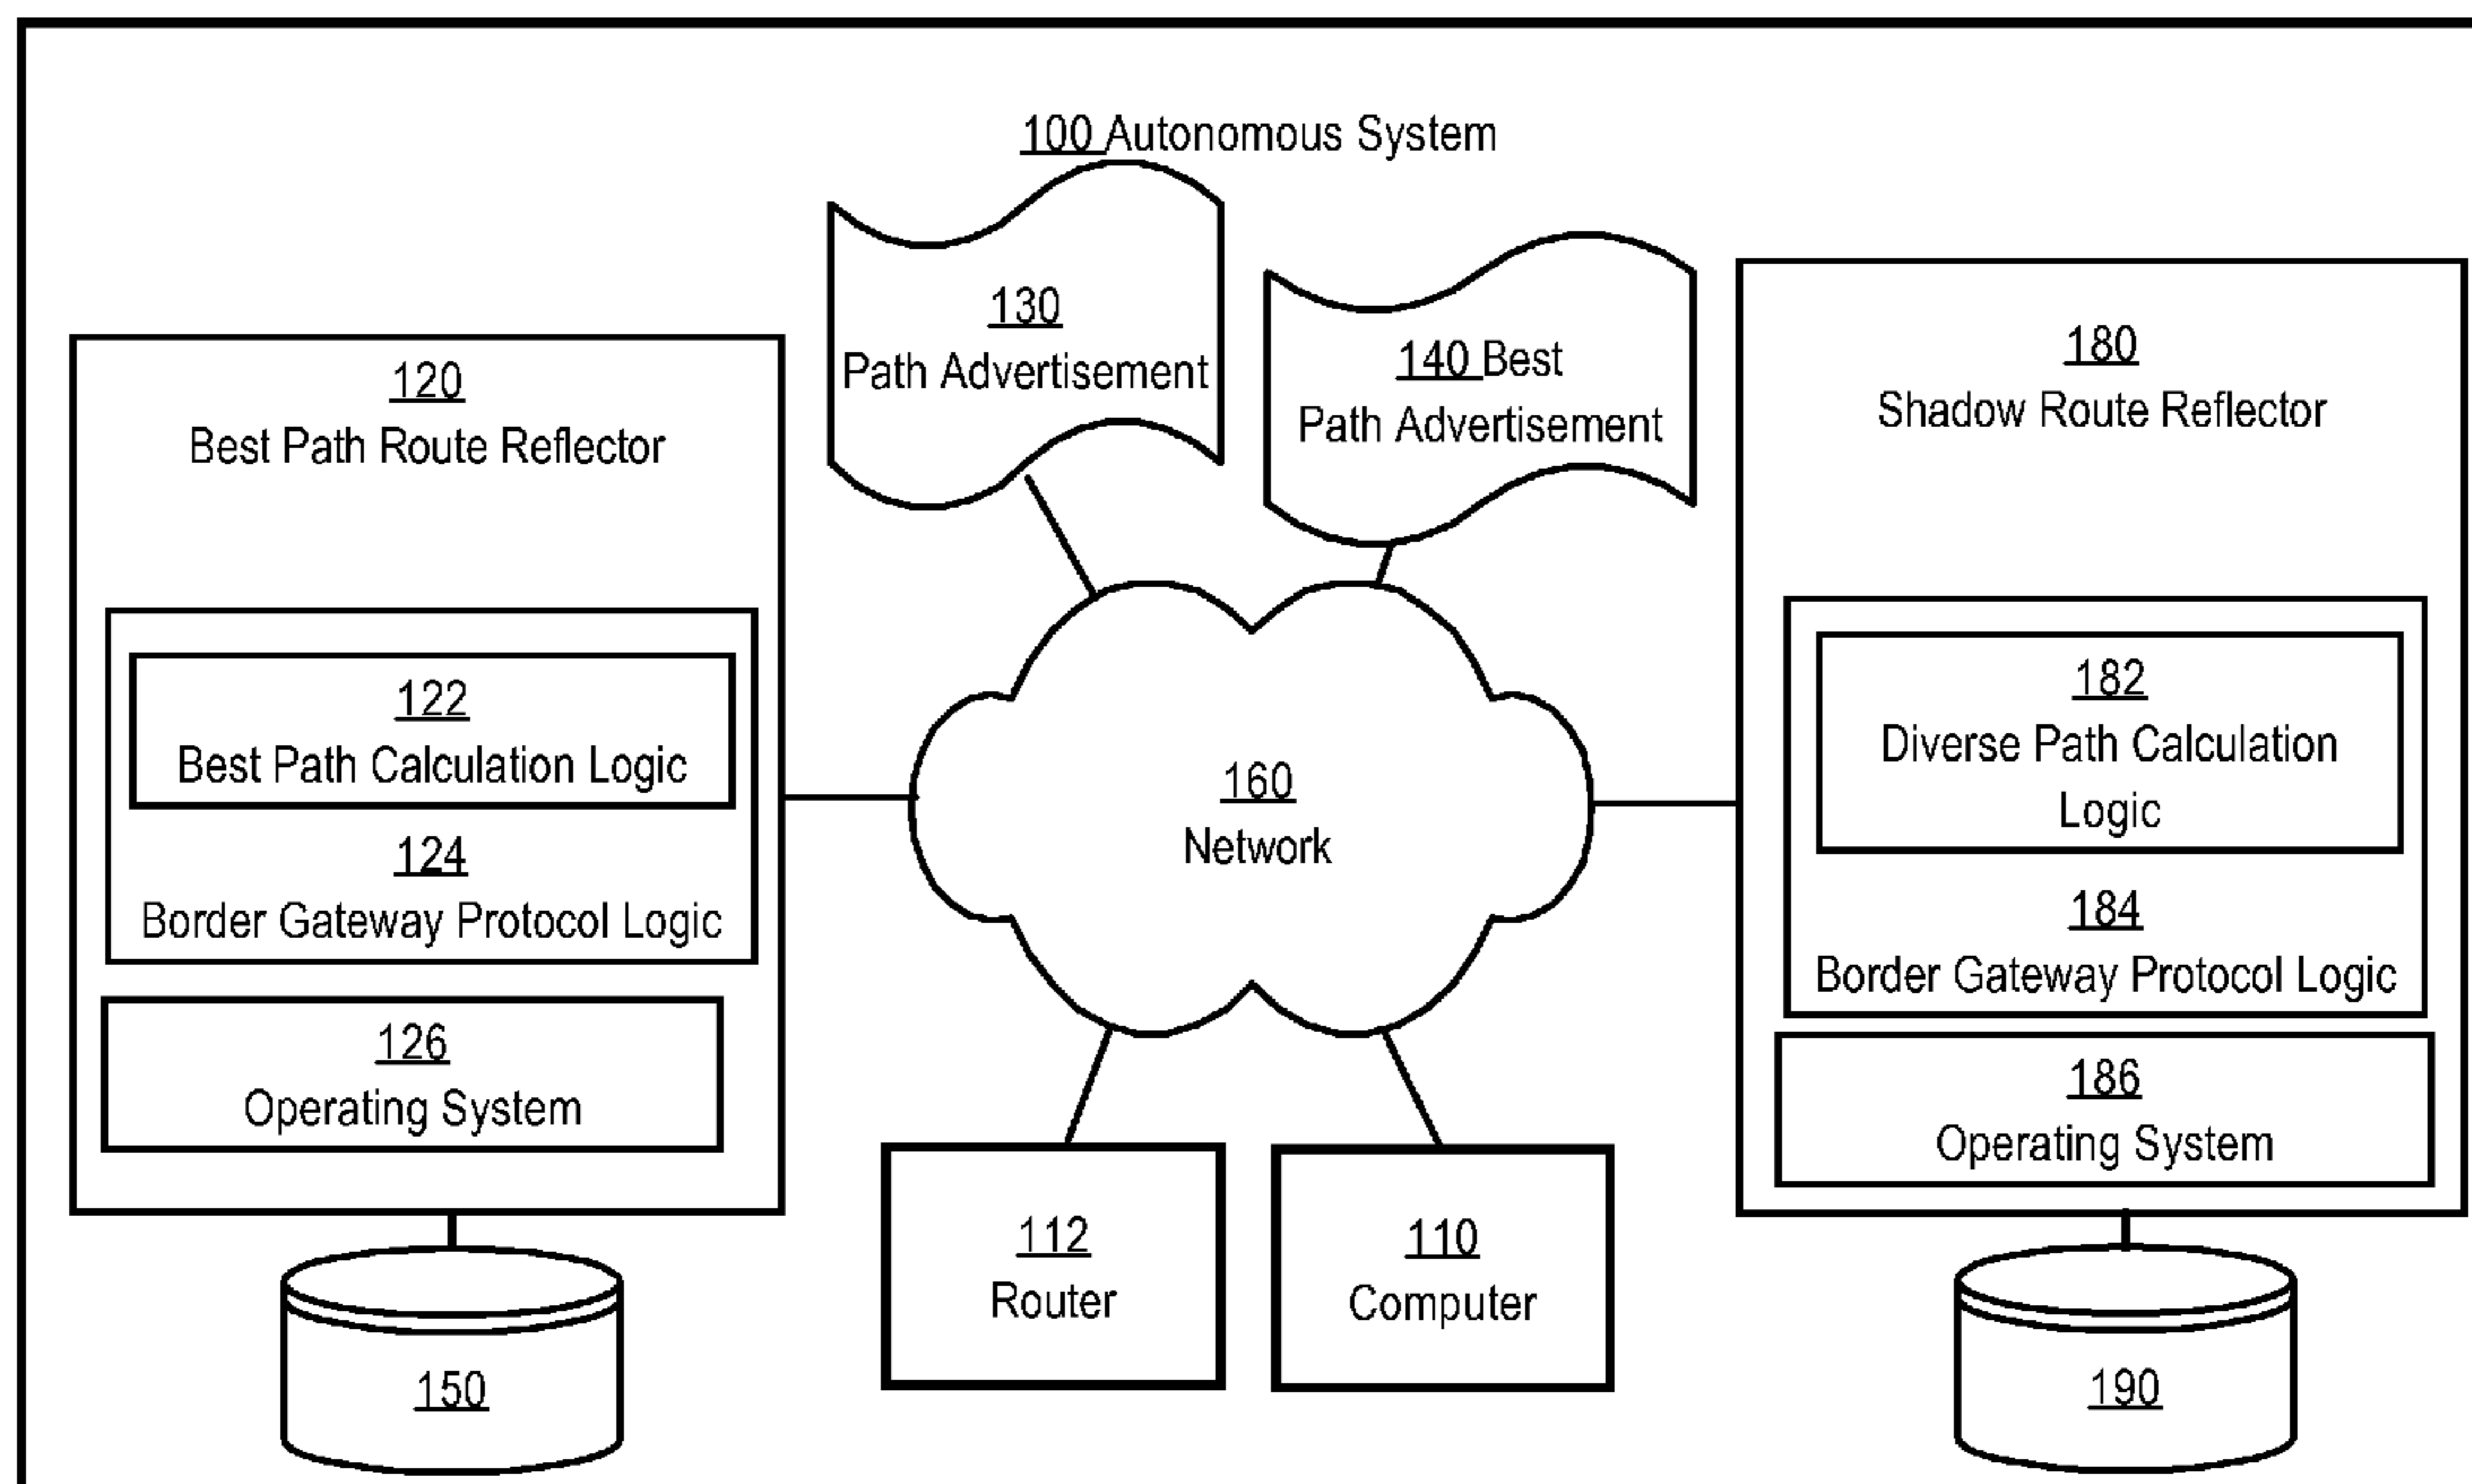 100 Autonomous System
130
Path Advertisement
140 Best
Path Advertisement
120
Best Path Route Reflector
122
Best Path Calculation Logic
124
Border Gateway Protocol Logic
126
Operating System
150
160
Network
112
Router
110
Computer
180
Shadow Route Reflector
182
Diverse Path Calculation
Logic
184
Border Gateway Protocol Logic
186
Operating System
190